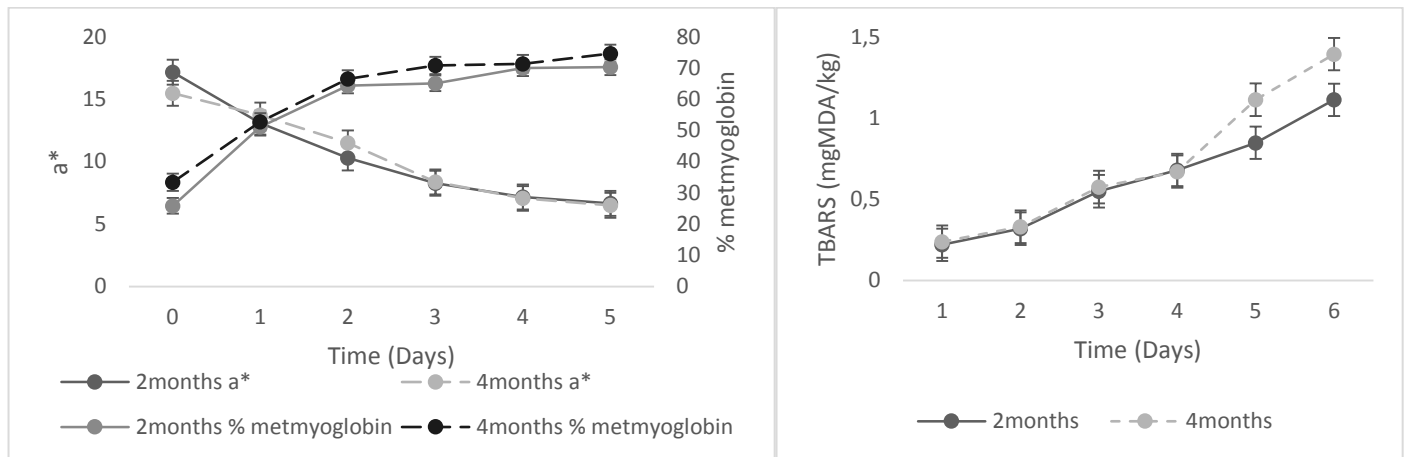 20
15
10
5
0
a*
80
70
60
50
40
30
20
10
0
% metmyoglobin
0 1 2 3 4 5
Time (Days)
2months a* 4months a*
2months % metmyoglobin 4months % metmyoglobin
1,5
1
0,5
0
TBARS (mgMDA/kg)
1 2 3 4 5 6
Time (Days)
2months 4months